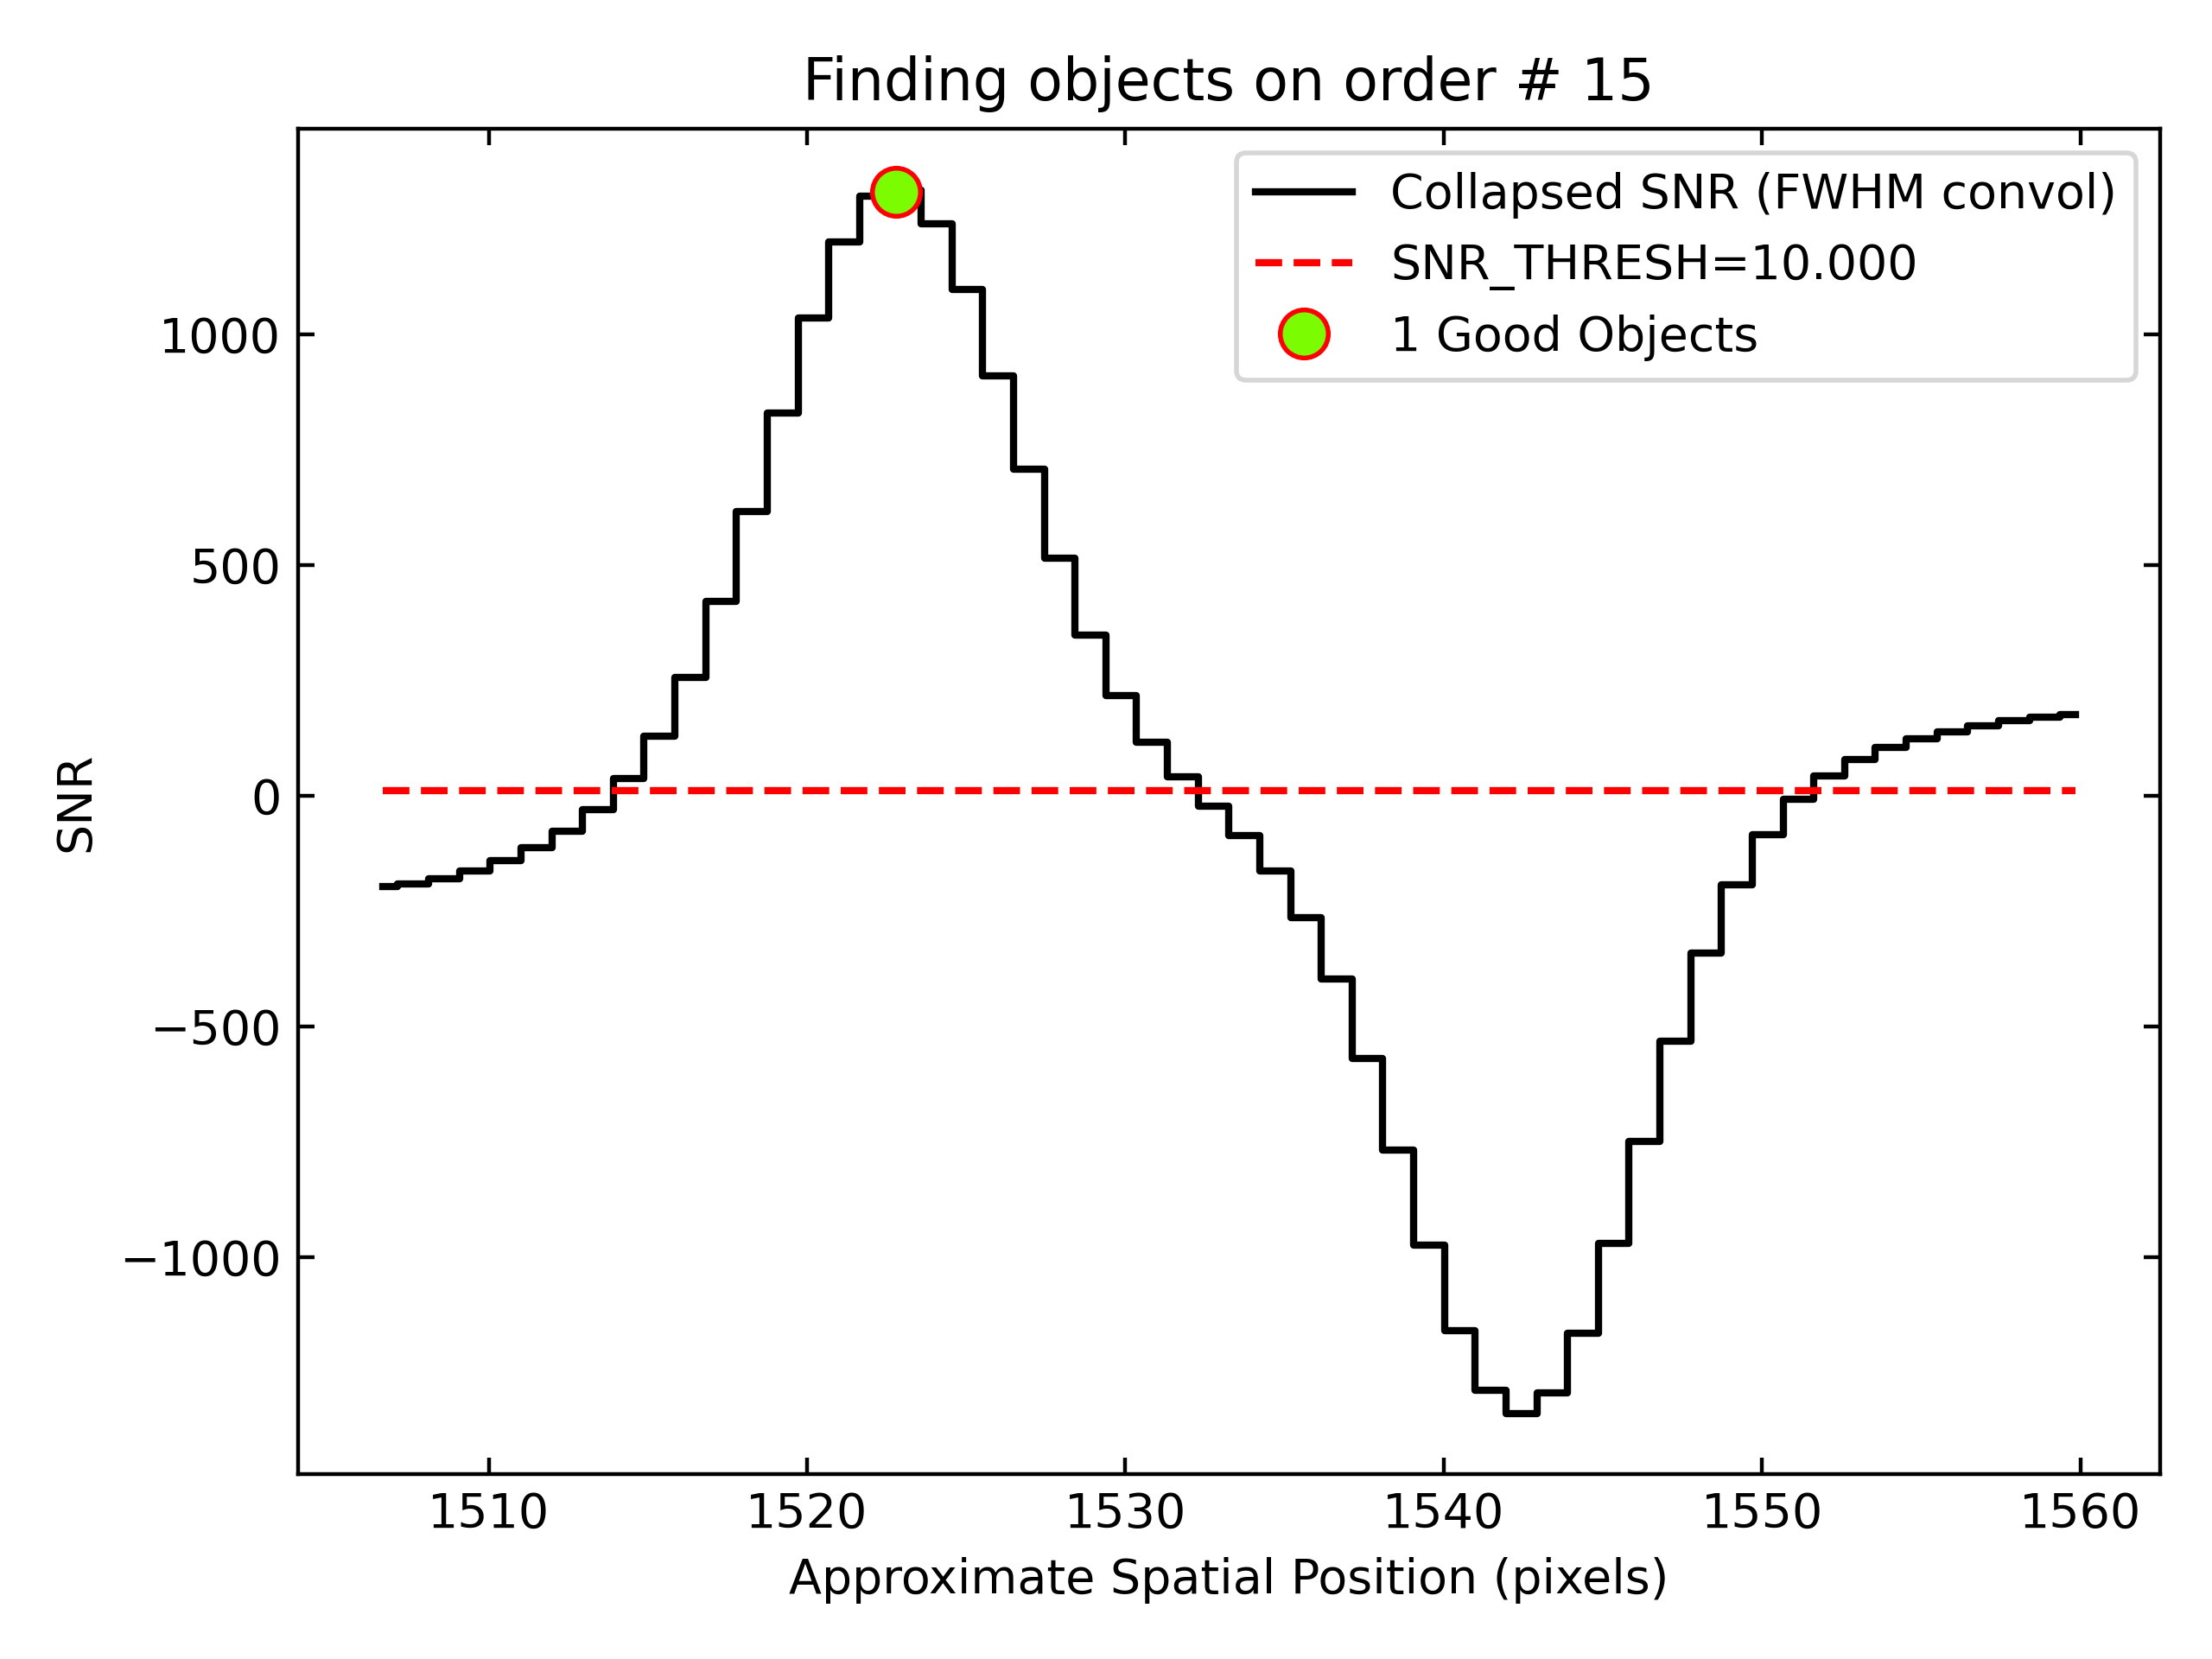 Finding objects on order # 15
Collapsed SNR (FWHM convol)
SNR_THRESH=10.000
1 Good Objects
1000
500
0
−500
−1000
SNR
1510 1520 1530 1540 1550 1560
Approximate Spatial Position (pixels)